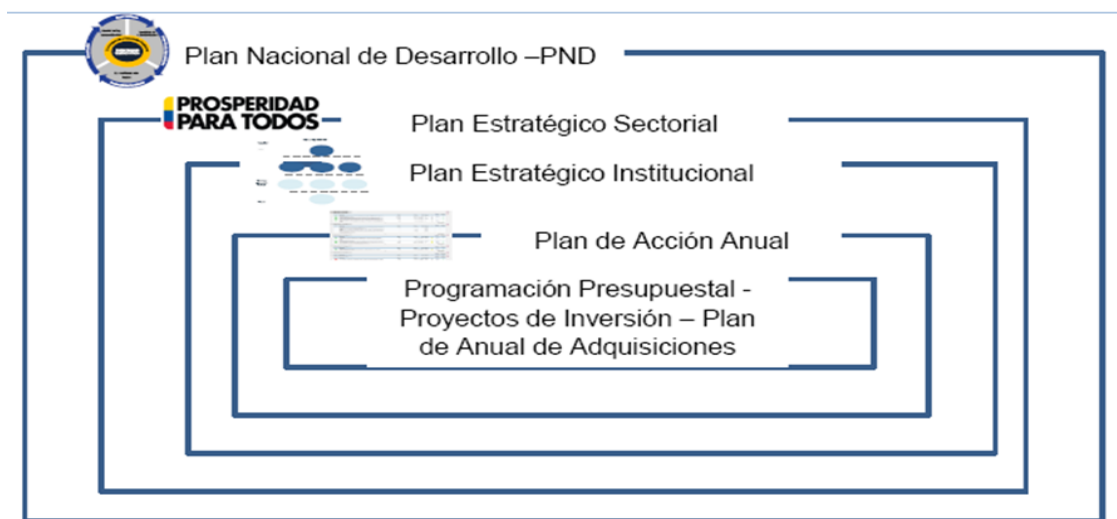 Plan Nacional de Desarrollo –PND
PROSPERIDAD
PARA TODOS
Plan Estratégico Sectorial
Plan Estratégico Institucional
Plan de Acción Anual
Programación Presupuestal -
Proyectos de Inversión – Plan
de Anual de Adquisiciones